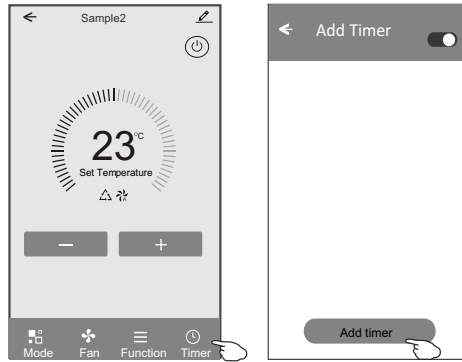 Sample2
23°C
Set Temperature
Mode Fan Function Timer
Add Timer
Add timer